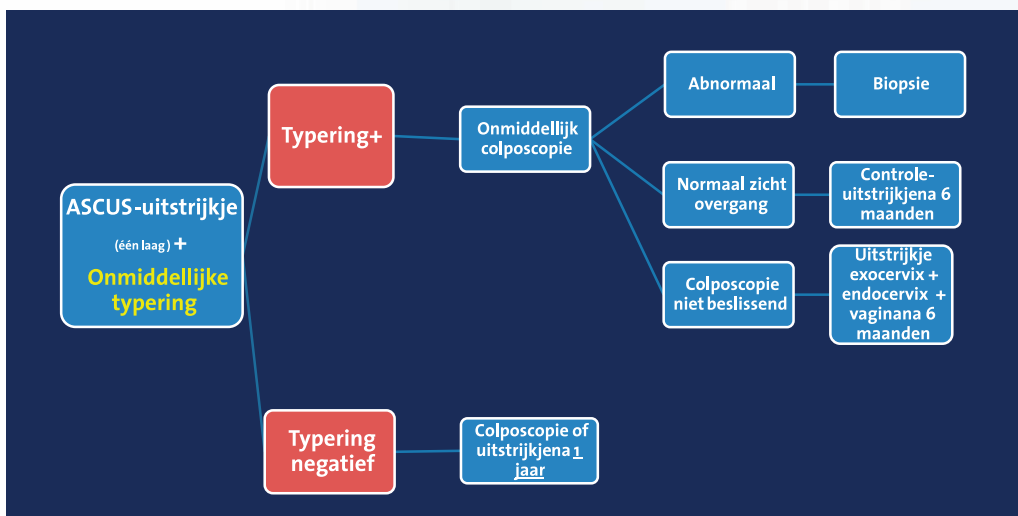 ASCUS-uitstrijkje
(één laag) +
Onmiddellijke
typering
Typering+
Onmiddellijk
colposcopie
Abnormaal
Biopsie
Normaal zicht
overgang
Controle-
uitstrijkjena 6
maanden
Colposcopie
niet beslissend
Uitstrijkje
exocervix +
endocervix +
vaginana 6
maanden
Typering
negatief
Colposcopie of
uitstrijkjena 1
jaar